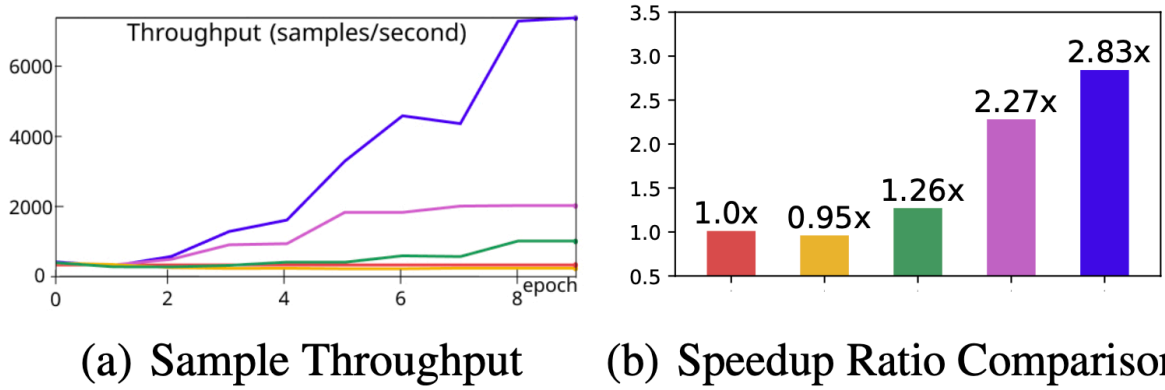 Throughput (samples/second)
6000
4000
2000
0
0 2 4 6 8 epoch
(a) Sample Throughput
3.5
3.0
2.5
2.0
1.5
1.0
0.5
1.0x
0.95x
1.26x
2.27x
2.83x
(b) Speedup Ratio Comparison